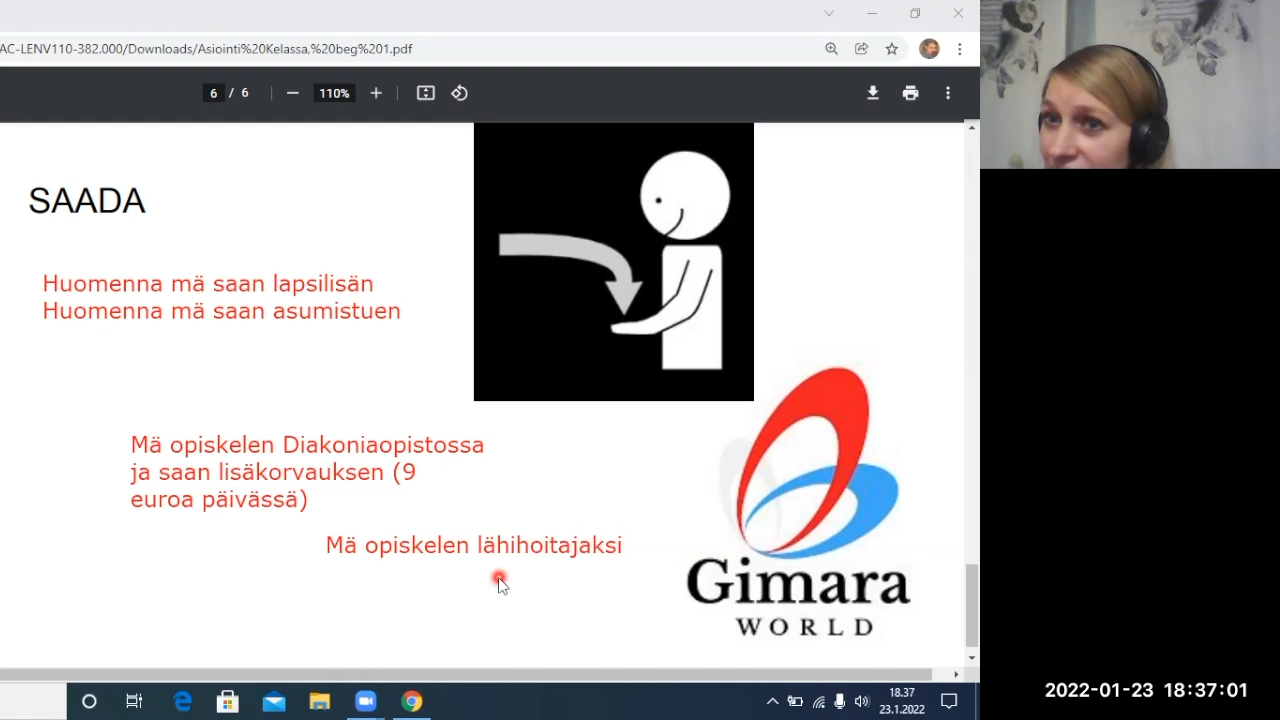 AC-LENV110-382.000/Downloads/Asiointi%20Kelassa,%20beg%201.pdf
6 / 6
110%
SAADA
Huomenna mä saan lapsilisän
Huomenna mä saan asumistuen
Mä opiskelen Diakoniaopistossa
ja saan lisäkorvauksen (9
euroa päivässä)
Mä opiskelen lähihoitajaksi
Gimara
WORLD
18.37
23.1.2022
2022-01-23 18:37:01